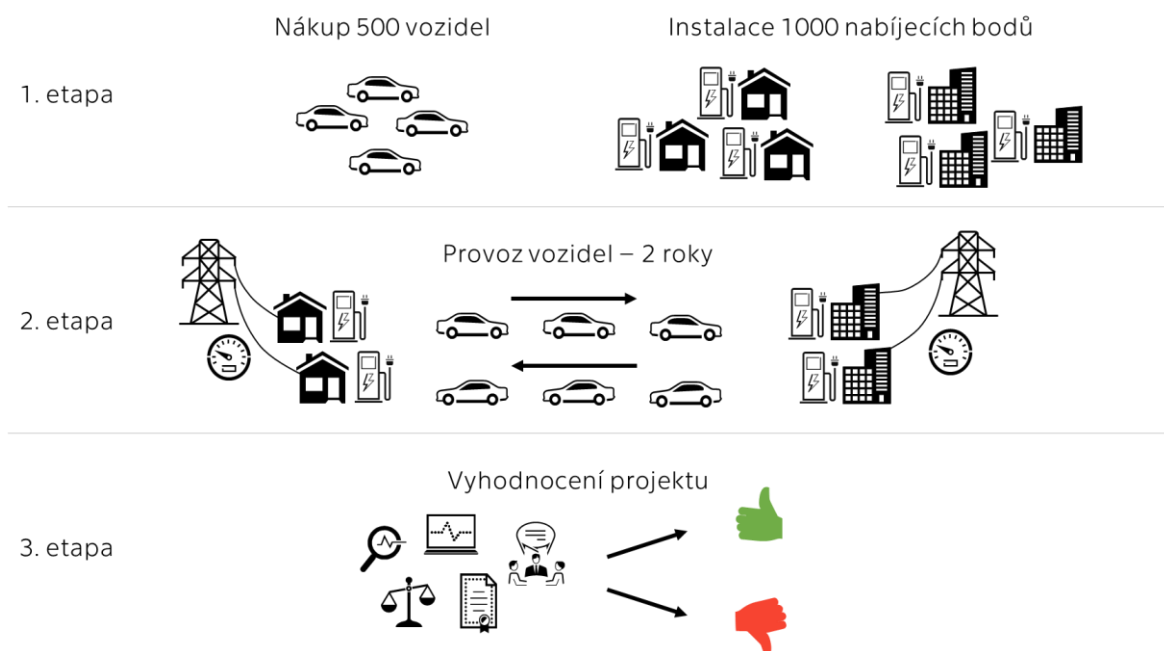 Nákup 500 vozidel
Instalace 1000 nabíjecích bodů
1. etapa
Provoz vozidel – 2 roky
2. etapa
Vyhodnocení projektu
3. etapa